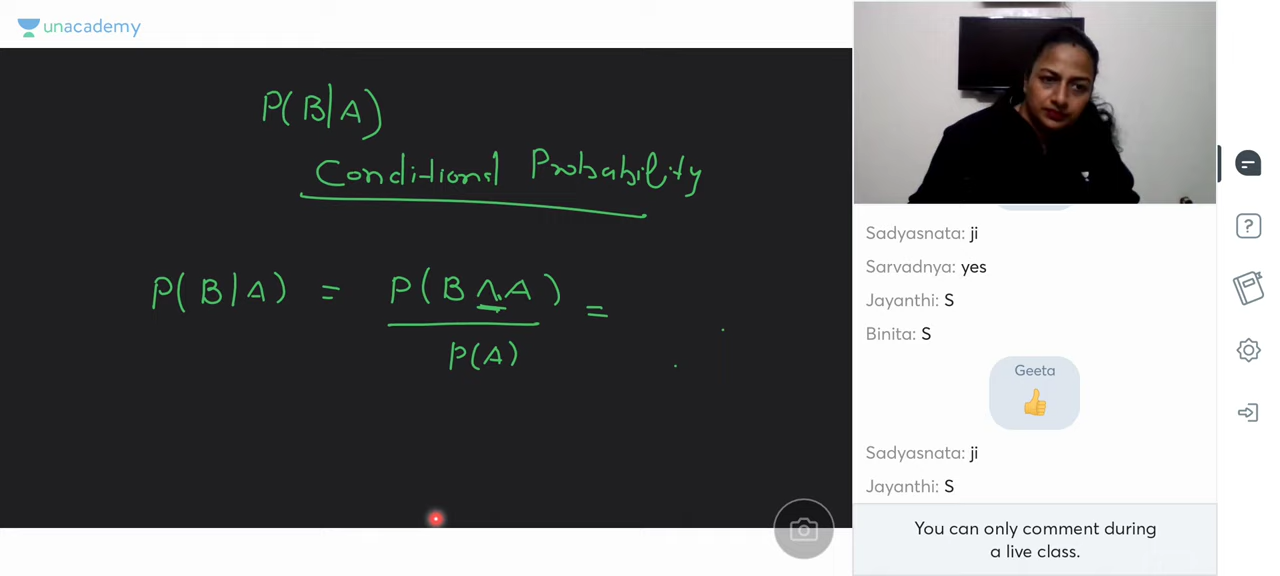 unacademy
P(B|A)
Conditional Probability
P(B|A) = P(B ∩ A) =
P(A)
Sadyasnata: ji
Sarvadnya: yes
Jayanthi: S
Binita: S
Geeta
👍
Sadyasnata: ji
Jayanthi: S
You can only comment during
a live class.
?